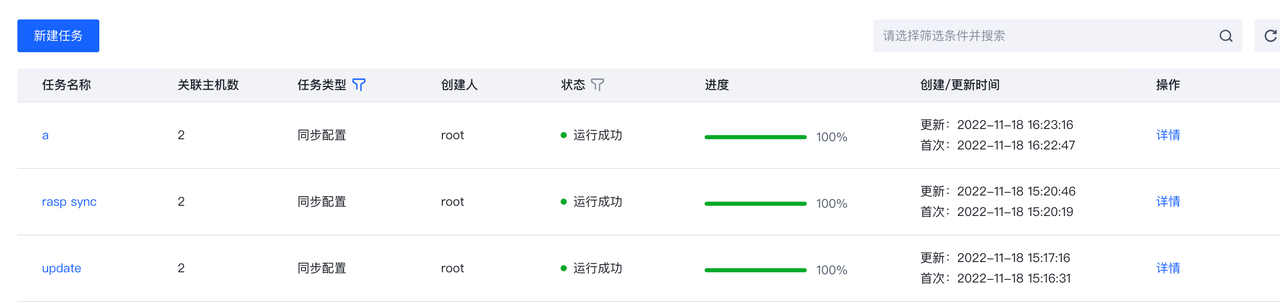 新建任务
请选择筛选条件并搜索
任务名称 关联主机数 任务类型 创建人 状态 进度 创建/更新时间 操作
a 2 同步配置 root 运行成功 100% 更新：2022-11-18 16:23:16 详情
首次：2022-11-18 16:22:47
rasp sync 2 同步配置 root 运行成功 100% 更新：2022-11-18 15:20:46 详情
首次：2022-11-18 15:20:19
update 2 同步配置 root 运行成功 100% 更新：2022-11-18 15:17:16 详情
首次：2022-11-18 15:16:31